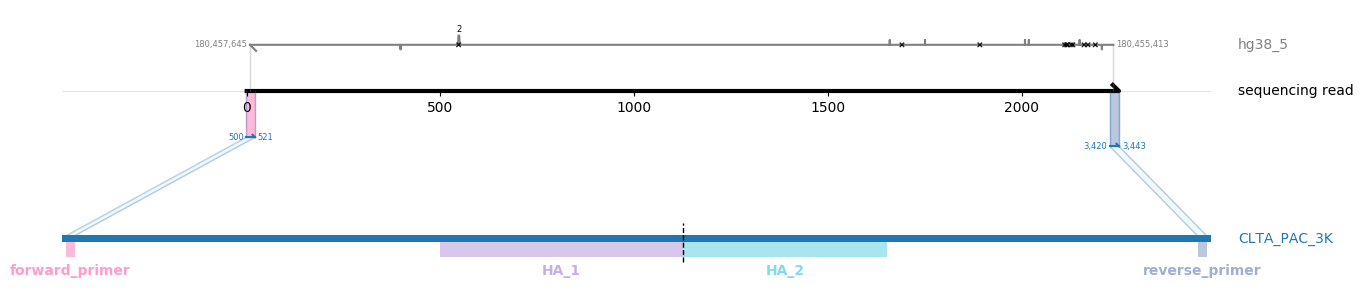 2
180,457,645 180,455,413 hg38_5
sequencing read
0 500 1000 1500 2000
500 521
3,420 3,443
CLTA_PAC_3K
forward_primer HA_1 HA_2 reverse_primer